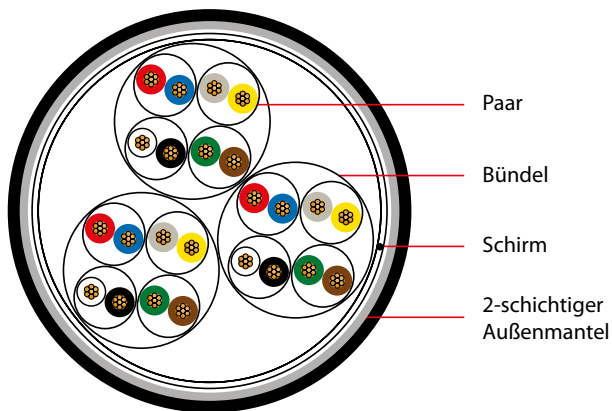 Paar
Bündel
Schirm
2-schichtiger
Außenmantel